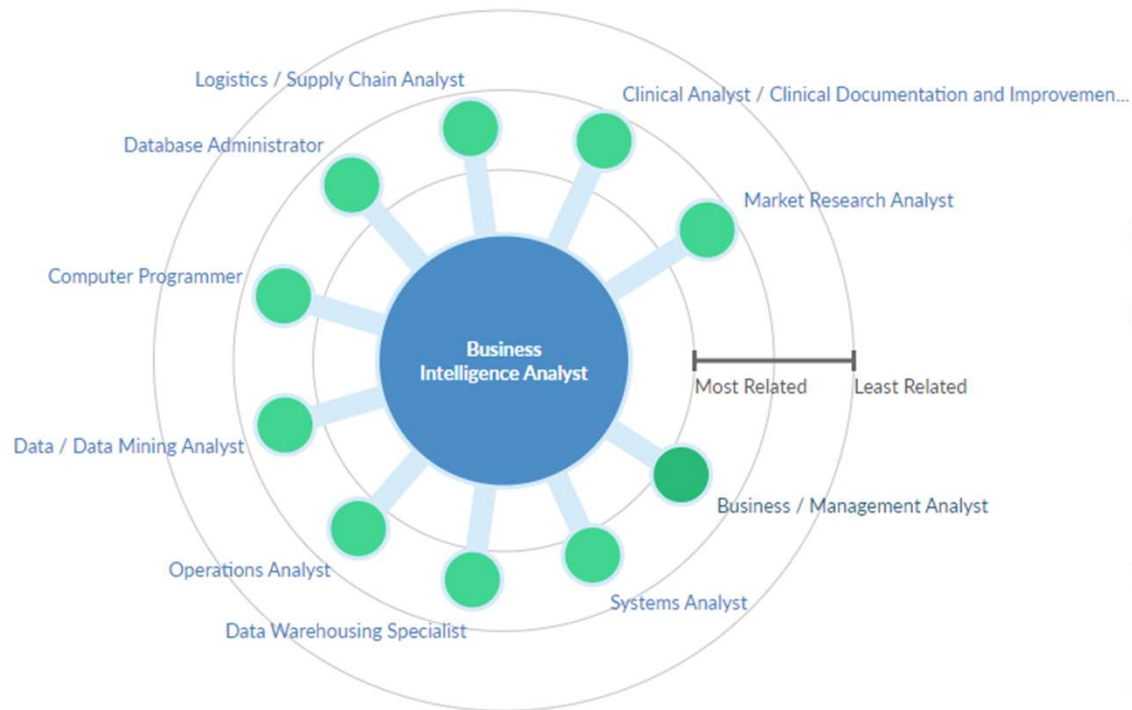 Logistics / Supply Chain Analyst
Clinical Analyst / Clinical Documentation and Improvemen...
Database Administrator
Market Research Analyst
Computer Programmer
Business
Intelligence Analyst
Most Related
Least Related
Data / Data Mining Analyst
Business / Management Analyst
Operations Analyst
Systems Analyst
Data Warehousing Specialist